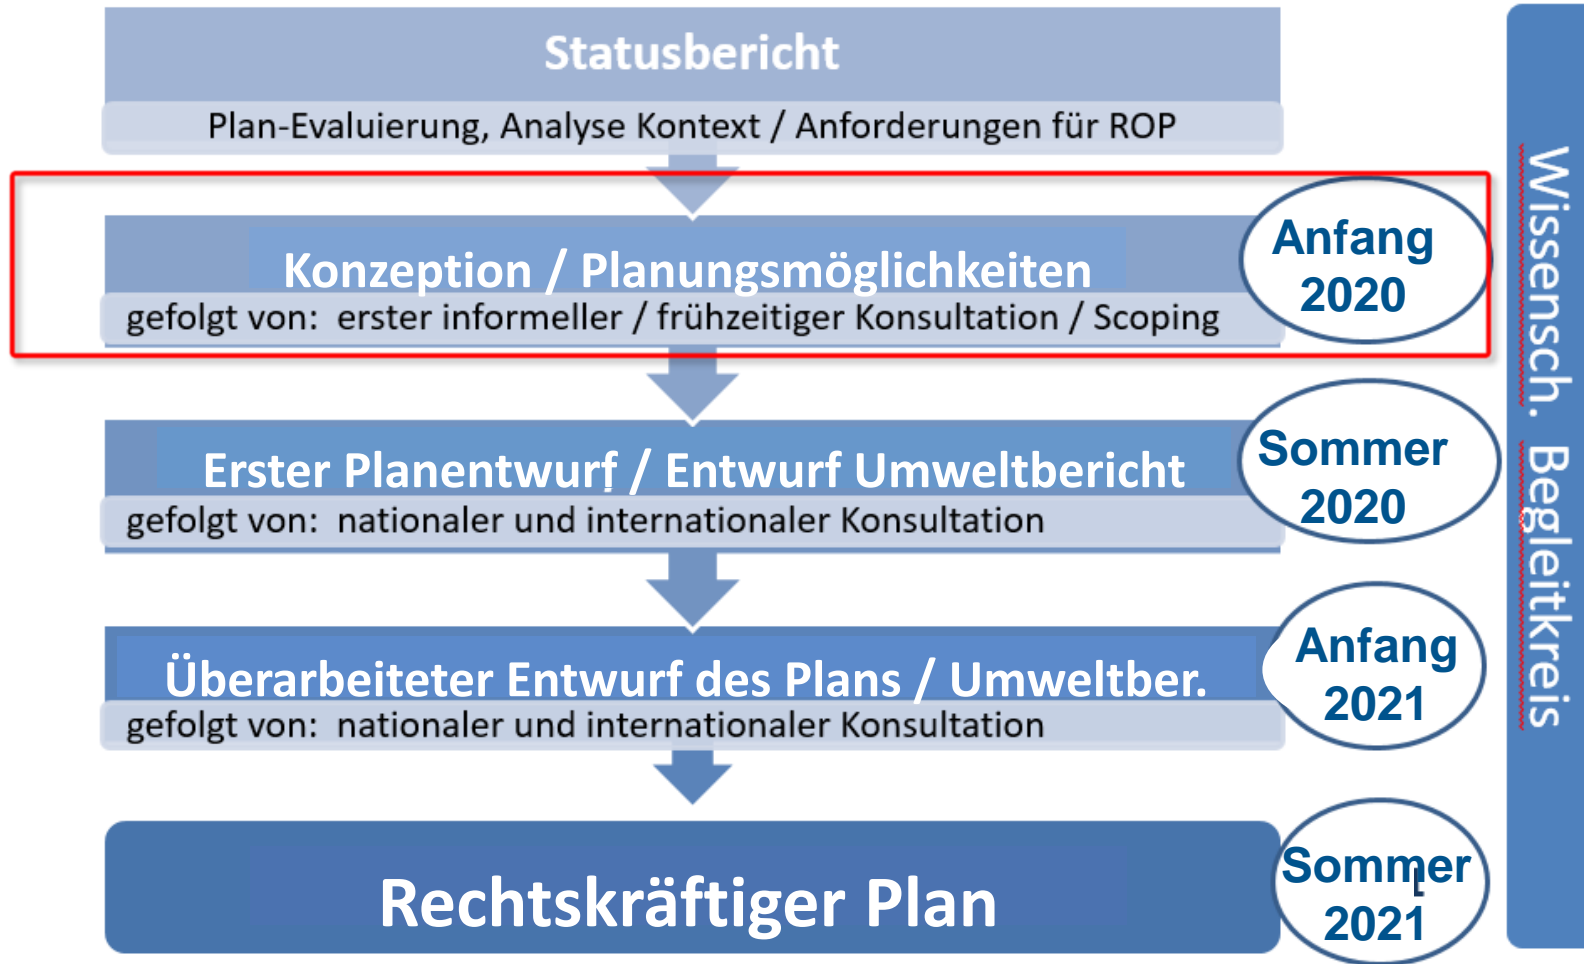 Statusbericht
Plan-Evaluierung, Analyse Kontext / Anforderungen für ROP
Konzeption / Planungsmöglichkeiten
gefolgt von: erster informeller / frühzeitiger Konsultation / Scoping
Anfang
2020
Erster Planentwurf / Entwurf Umweltbericht
gefolgt von: nationaler und internationaler Konsultation
Sommer
2020
Überarbeiteter Entwurf des Plans / Umweltber.
gefolgt von: nationaler und internationaler Konsultation
Anfang
2021
Rechtskräftiger Plan
Sommer
2021
Wissensch. Begleitkreis